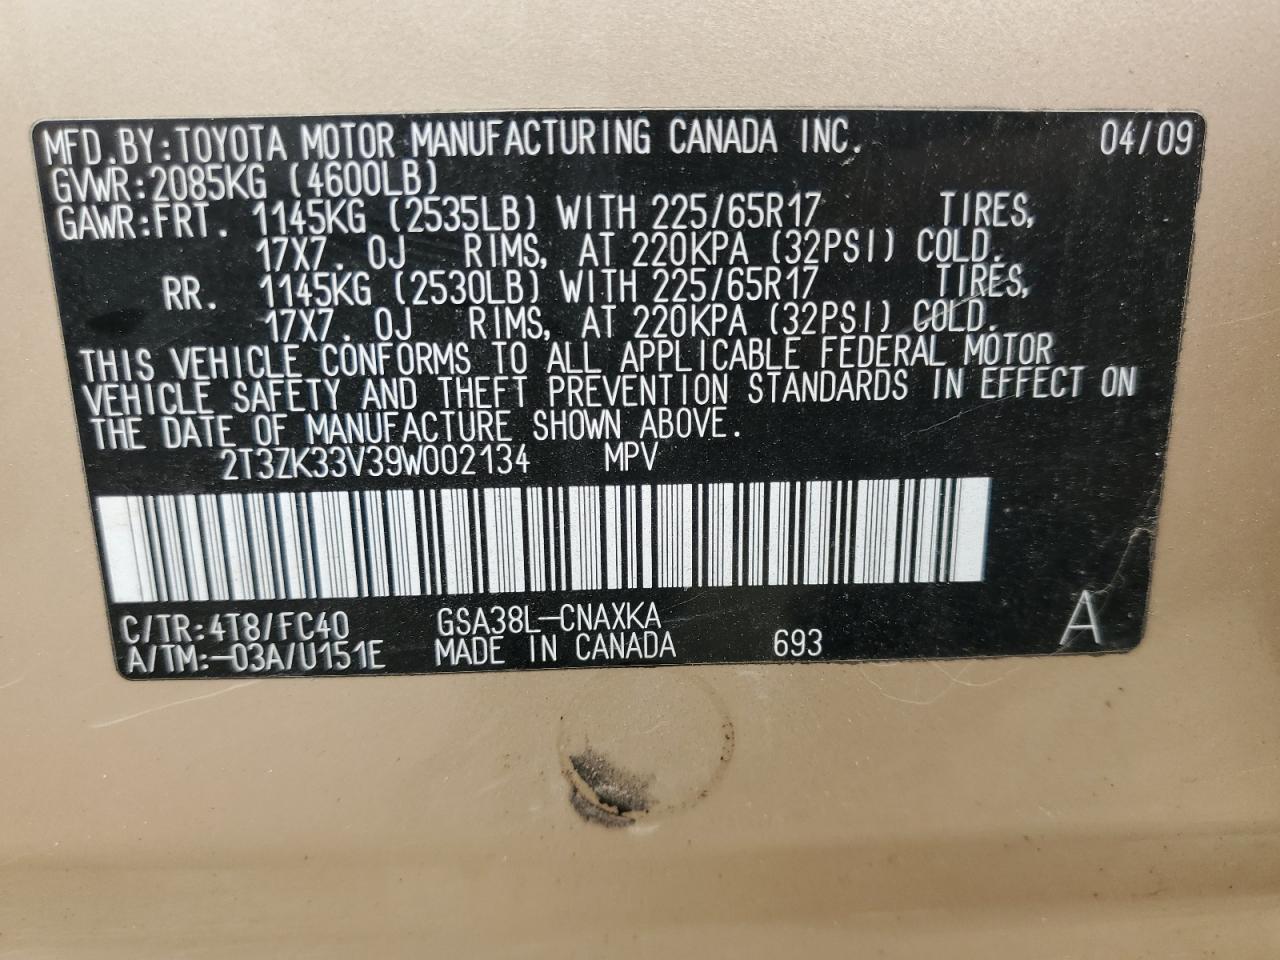 MFD.BY:TOYOTA MOTOR MANUFACTURING CANADA INC. 04/09
GVWR:2085KG (4600LB)
GAWR:FRT. 1145KG (2535LB) WITH 225/65R17 TIRES,
17X7.0J RIMS, AT 220KPA (32PSI) COLD.
RR. 1145KG (2530LB) WITH 225/65R17 TIRES,
17X7.0J RIMS, AT 220KPA (32PSI) COLD.
THIS VEHICLE CONFORMS TO ALL APPLICABLE FEDERAL MOTOR
VEHICLE SAFETY AND THEFT PREVENTION STANDARDS IN EFFECT ON
THE DATE OF MANUFACTURE SHOWN ABOVE.
2T3ZK33V39W002134 MPV
C/TR:4T8/FC40 GSA38L-CNAXKA
A/TM:-03A/U151E MADE IN CANADA 693 A